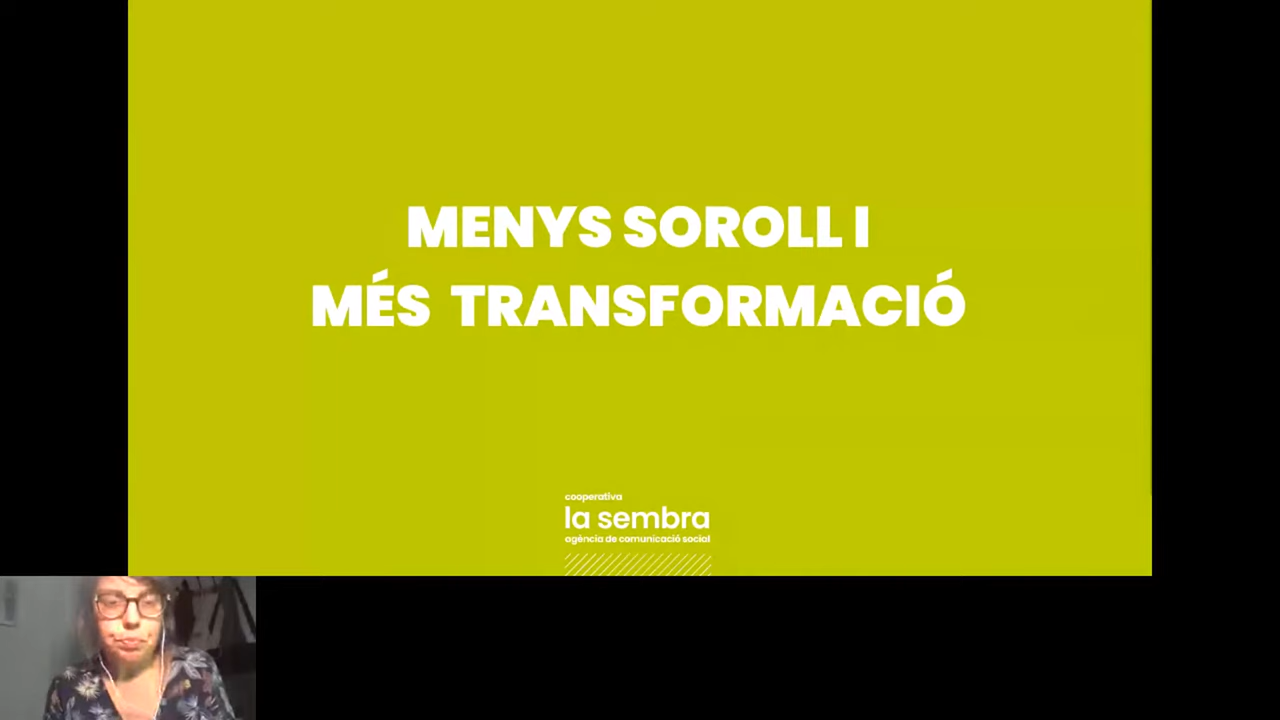 MENYS SOROLL I
MÉS TRANSFORMACIÓ
cooperativa
la sembra
agència de comunicació social